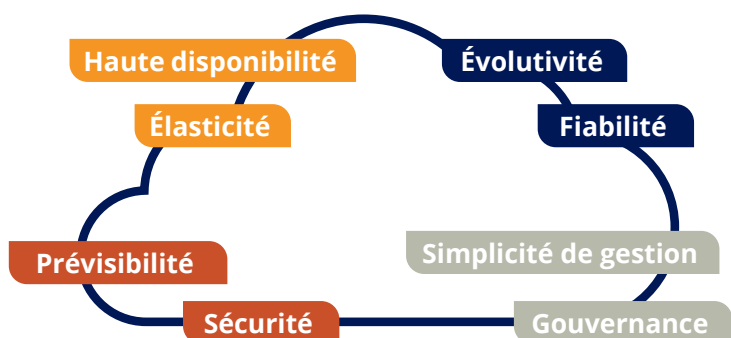 Haute disponibilité
Évolutivité
Élasticité
Fiabilité
Prévisibilité
Simplicité de gestion
Sécurité
Gouvernance